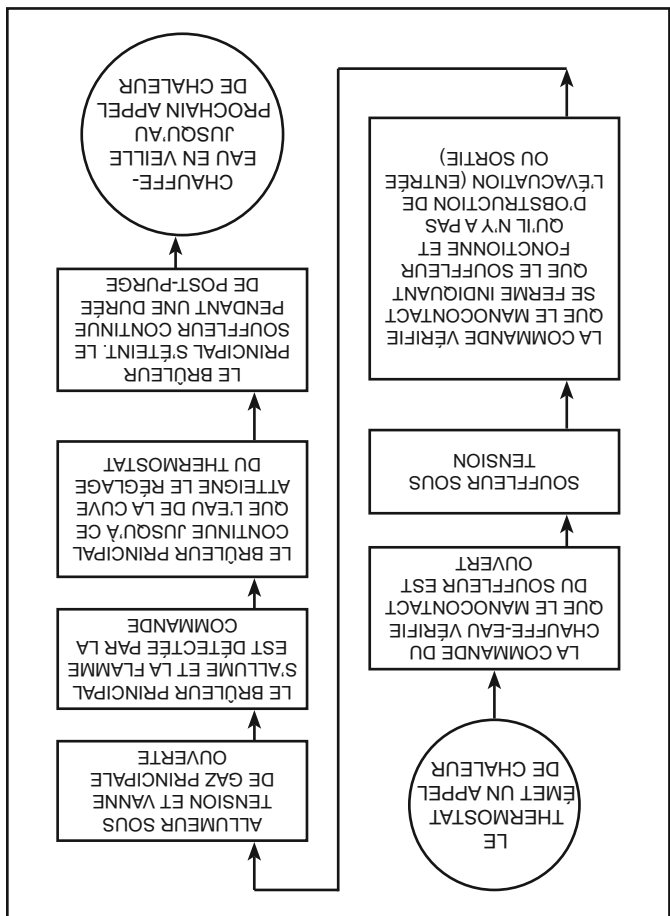 LE
THERMOSTAT
ÉMET UN APPEL
DE CHALEUR
LA COMMANDE DU
CHAUFFE-EAU VÉRIFIE
QUE LE MANOCONTACT
DU SOUFFLEUR EST
OUVERT
SOUFFLEUR SOUS
TENSION
LA COMMANDE VÉRIFIE
QUE LE MANOCONTACT
SE FERME INDIQUANT
QUE LE SOUFFLEUR
FONCTIONNE ET
QU'IL N'Y A PAS
D'OBSTRUCTION DE
L'ÉVACUATION (ENTRÉE
OU SORTIE)
ALLUMEUR SOUS
TENSION ET VANNE
DE GAZ PRINCIPALE
OUVERTE
LE BRÛLEUR PRINCIPAL
S'ALLUME ET LA FLAMME
EST DÉTECTÉE PAR LA
COMMANDE
LE BRÛLEUR PRINCIPAL
CONTINUE JUSQU'À CE
QUE L'EAU DE LA CUVE
ATTEIGNE LE RÉGLAGE
DU THERMOSTAT
LE BRÛLEUR
PRINCIPAL S'ÉTEINT. LE
SOUFFLEUR CONTINUE
PENDANT UNE DURÉE
DE POST-PURGE
CHAUFFE-
EAU EN VEILLE
JUSQU'AU
PROCHAIN APPEL
DE CHALEUR